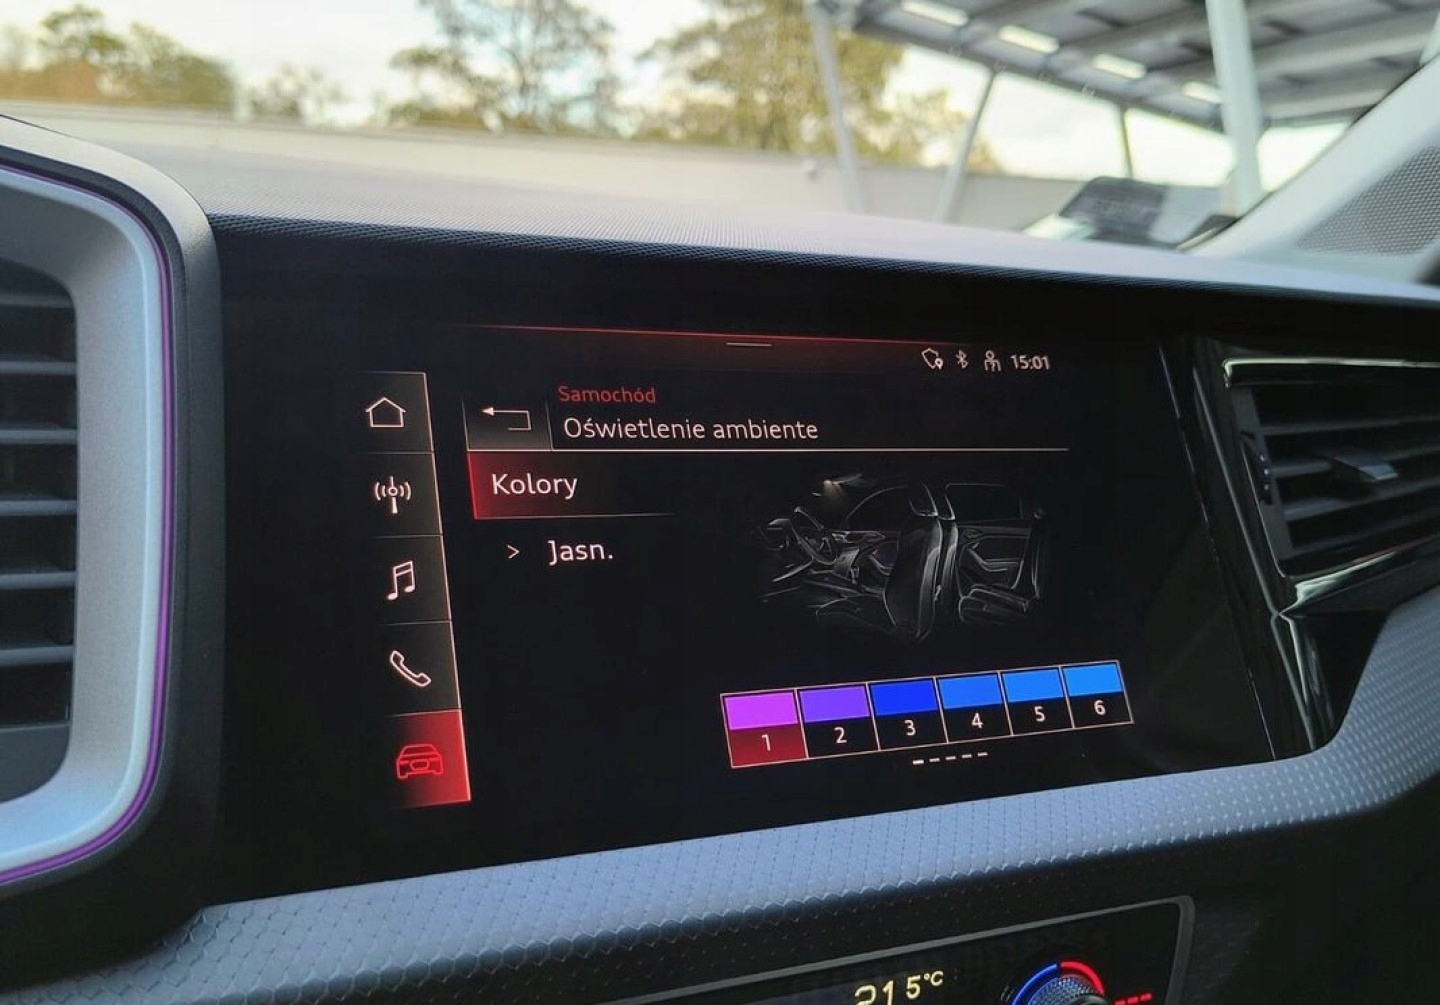 15:01
Samochód
Oświetlenie ambiente
Kolory
> Jasn.
1 2 3 4 5 6
21 5°C